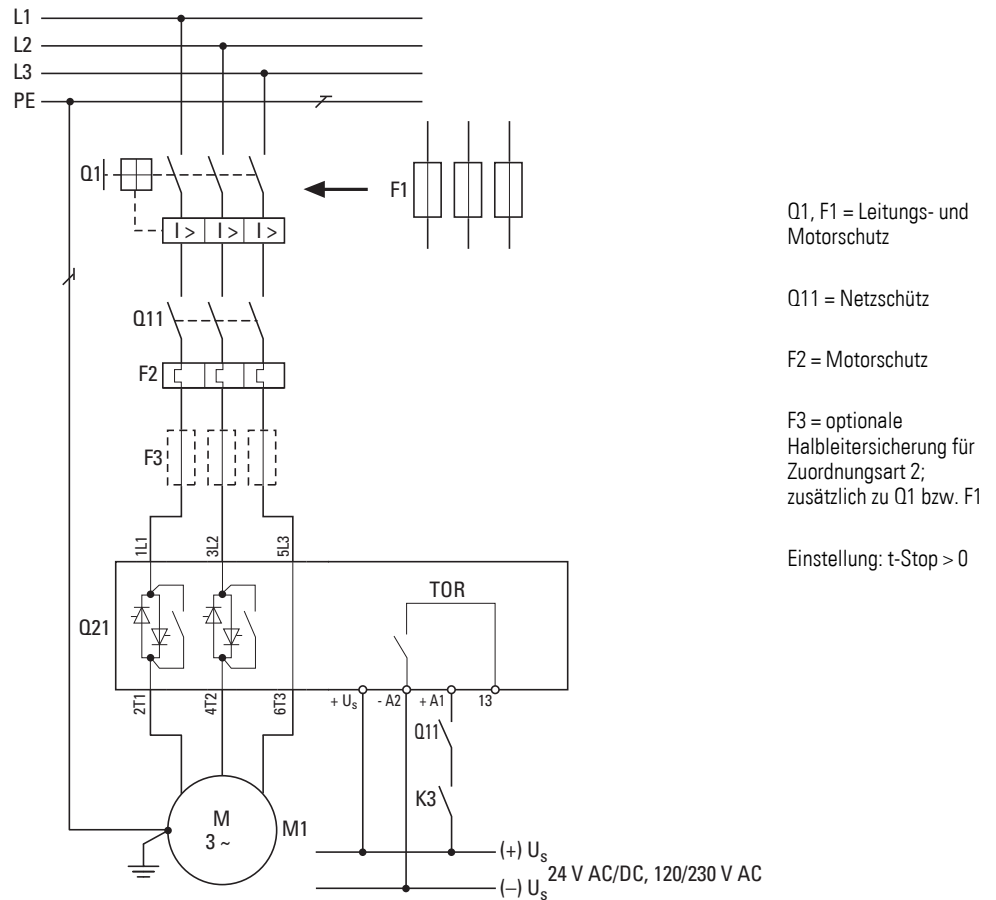 L1
L2
L3
PE
Q1
F1
I > I > I >
Q11
F2
F3
1L1 3L2 5L3
TOR
Q21
2T1 4T2 6T3 + Us - A2 + A1 13
Q11
K3
M
3 ~
M1
(+) Us
24 V AC/DC, 120/230 V AC
(–) Us
Q1, F1 = Leitungs- und
Motorschutz
Q11 = Netzschütz
F2 = Motorschutz
F3 = optionale
Halbleitersicherung für
Zuordnungsart 2;
zusätzlich zu Q1 bzw. F1
Einstellung: t-Stop > 0